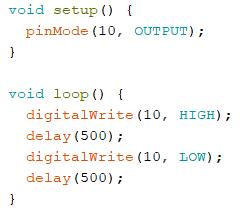 void setup() {
  pinMode(10, OUTPUT);
}

void loop() {
  digitalWrite(10, HIGH);
  delay(500);
  digitalWrite(10, LOW);
  delay(500);
}